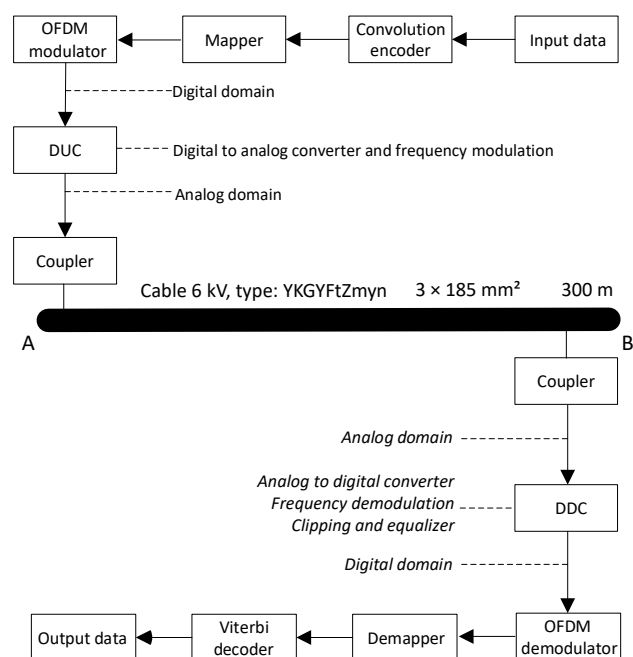 OFDM
modulator
Mapper
Convolution
encoder
Input data
Digital domain
DUC
Digital to analog converter and frequency modulation
Analog domain
Coupler
Cable 6 kV, type: YKGYFtZmyn 3 × 185 mm² 300 m
A
B
Coupler
Analog domain
Analog to digital converter
Frequency demodulation
Clipping and equalizer
DDC
Digital domain
Output data
Viterbi
decoder
Demapper
OFDM
demodulator